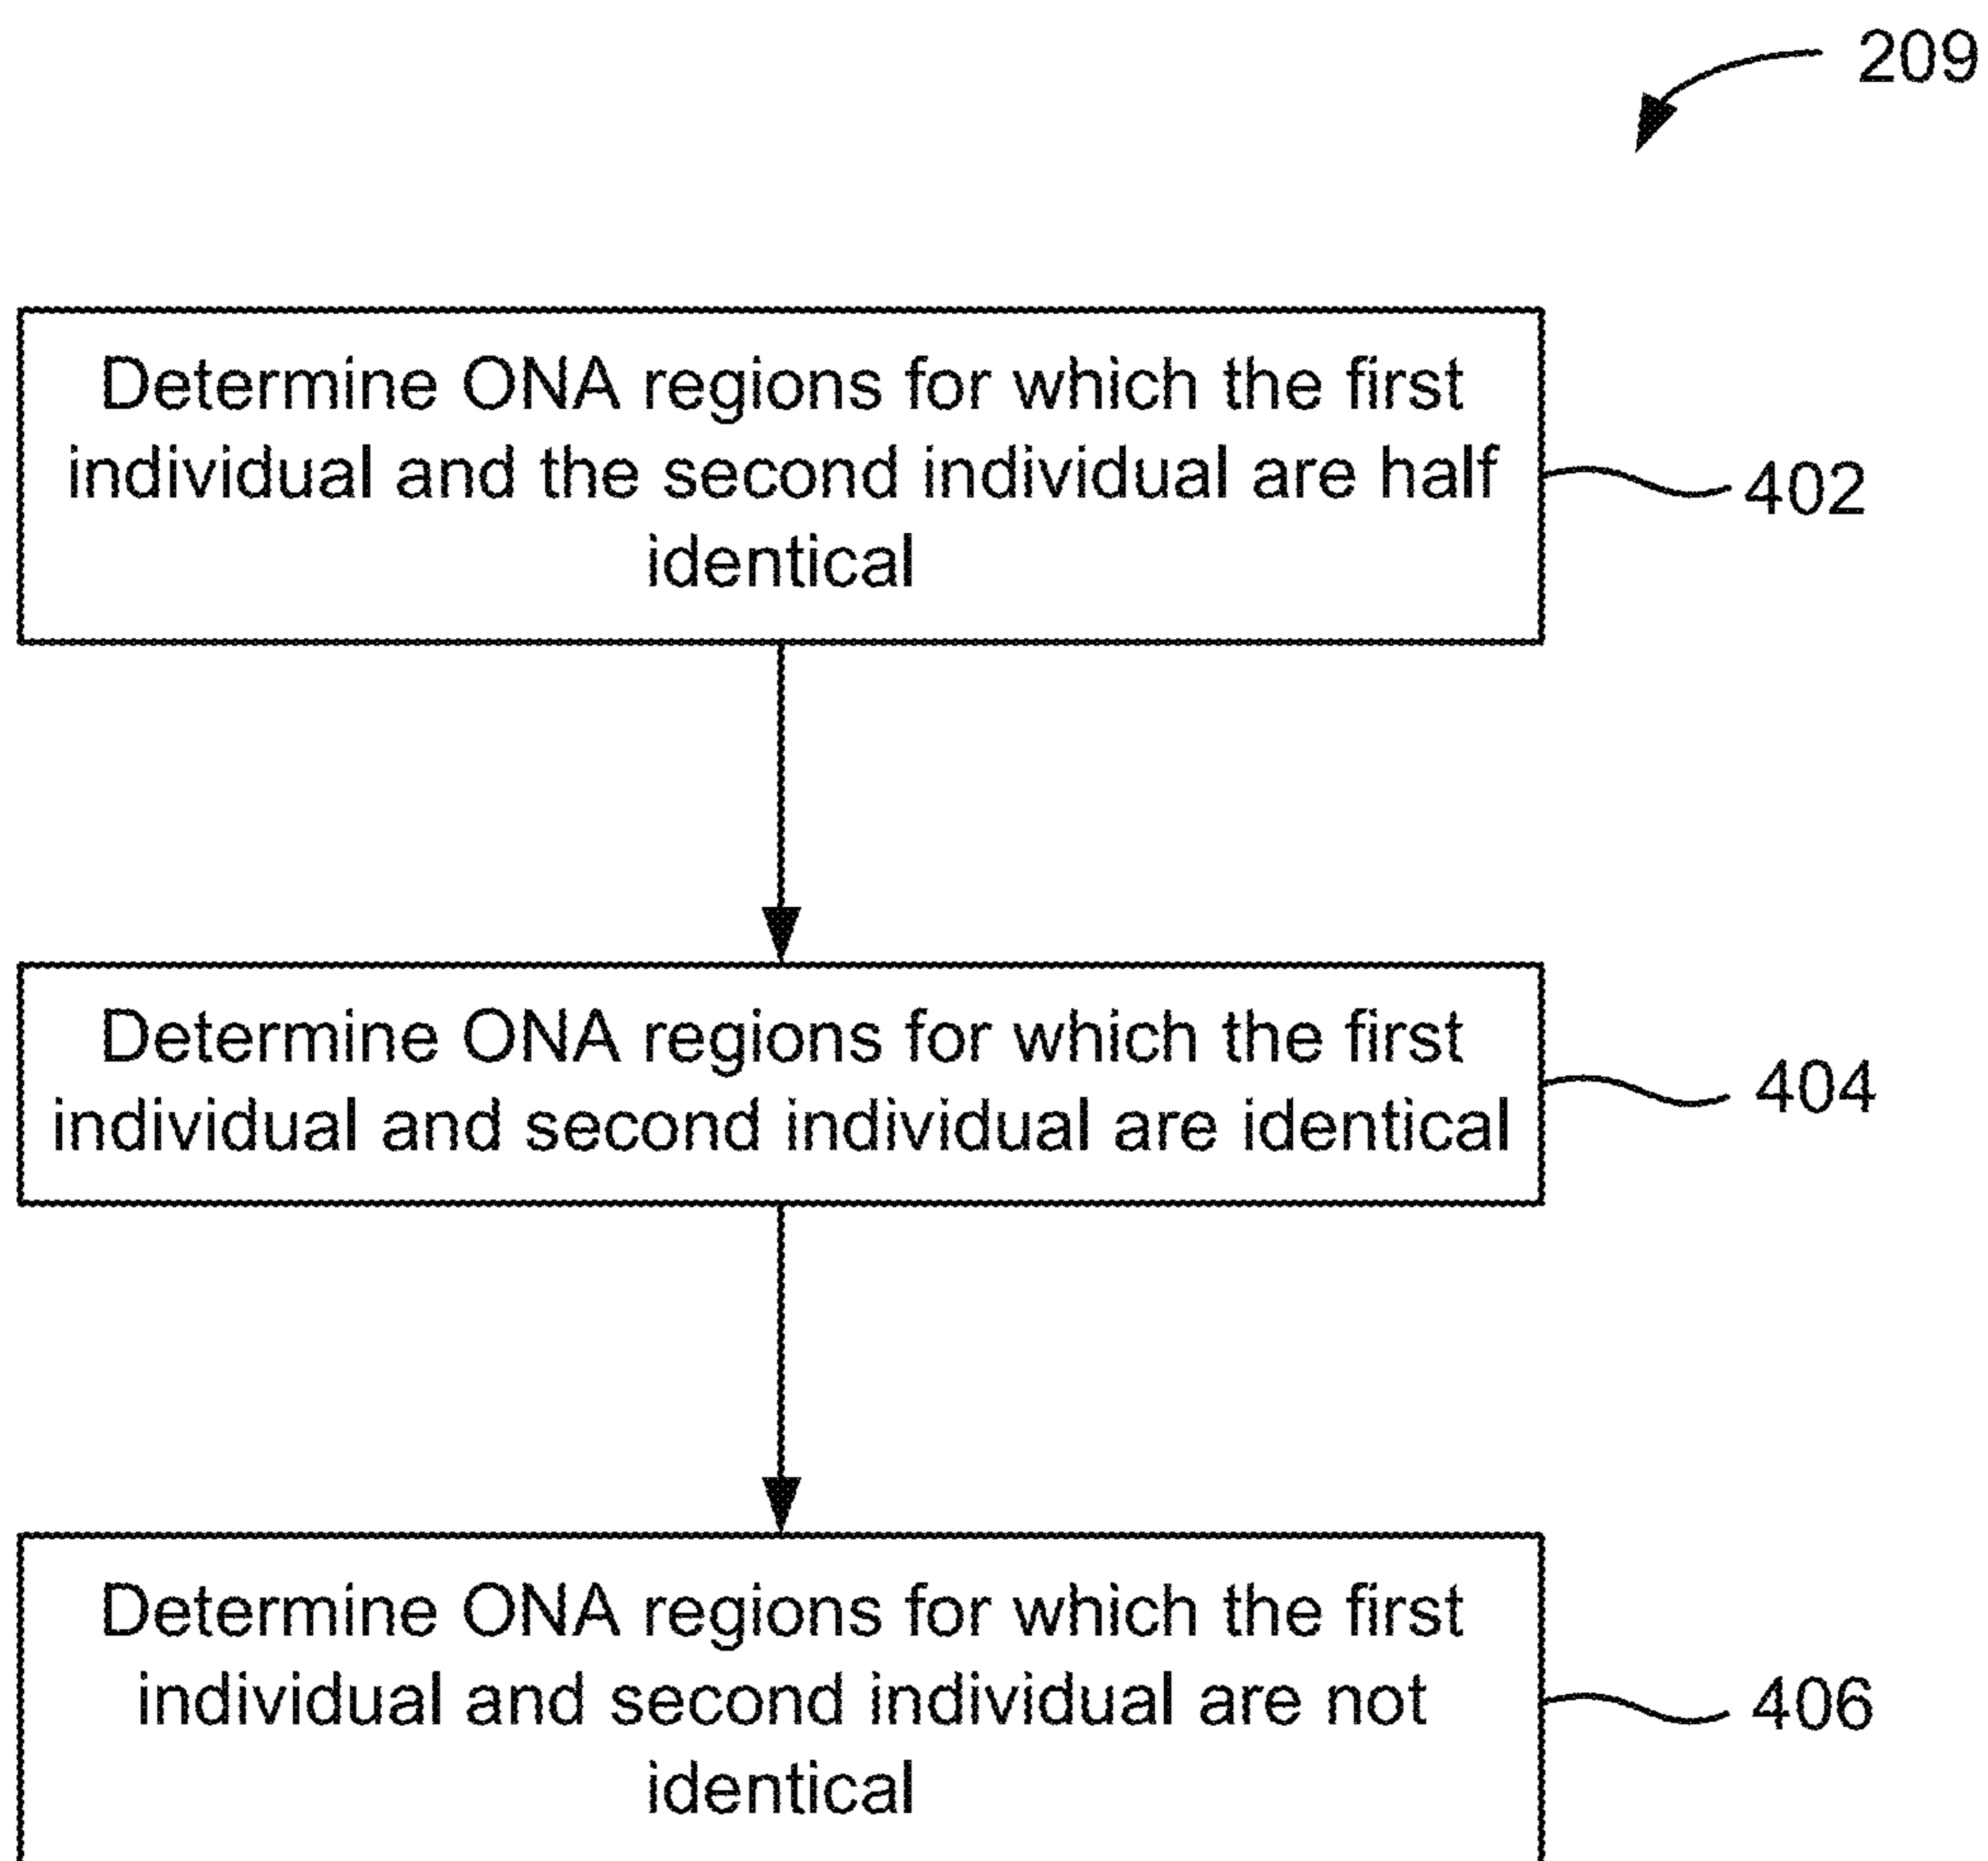 209
Determine ONA regions for which the first
individual and the second individual are half
identical
402
Determine ONA regions for which the first
individual and second individual are identical
404
Determine ONA regions for which the first
individual and second individual are not
identical
406